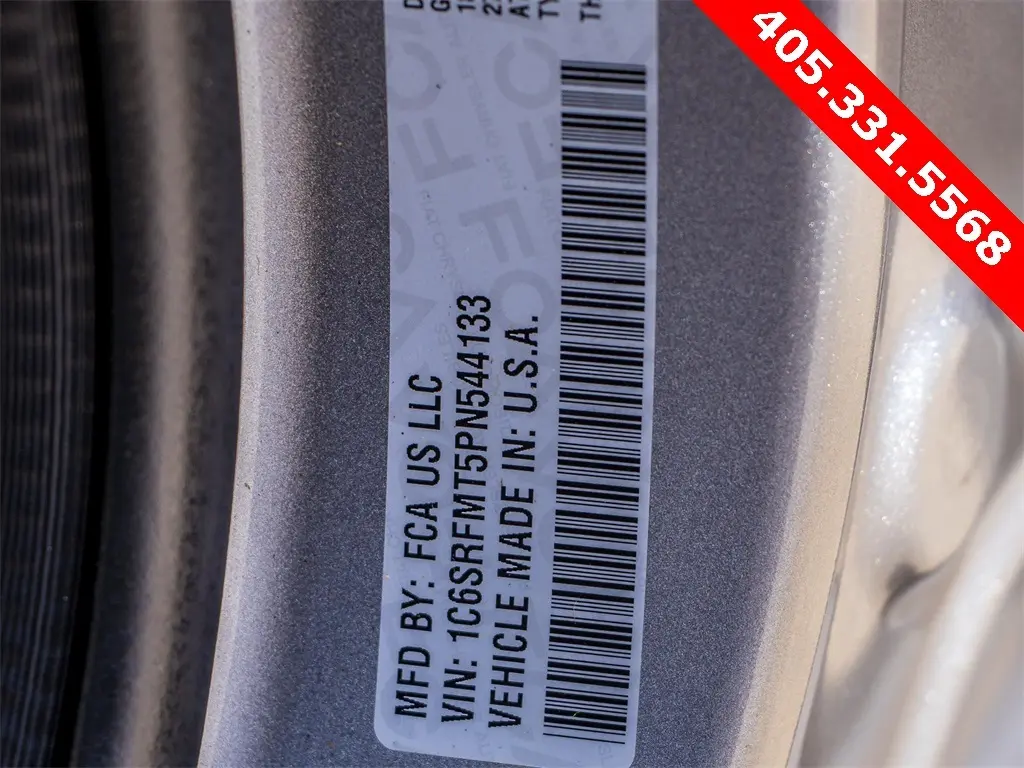 405.331.5568
MFD BY: FCA US LLC
VIN: 1C6SRFMT5PN544133
VEHICLE MADE IN: U.S.A.